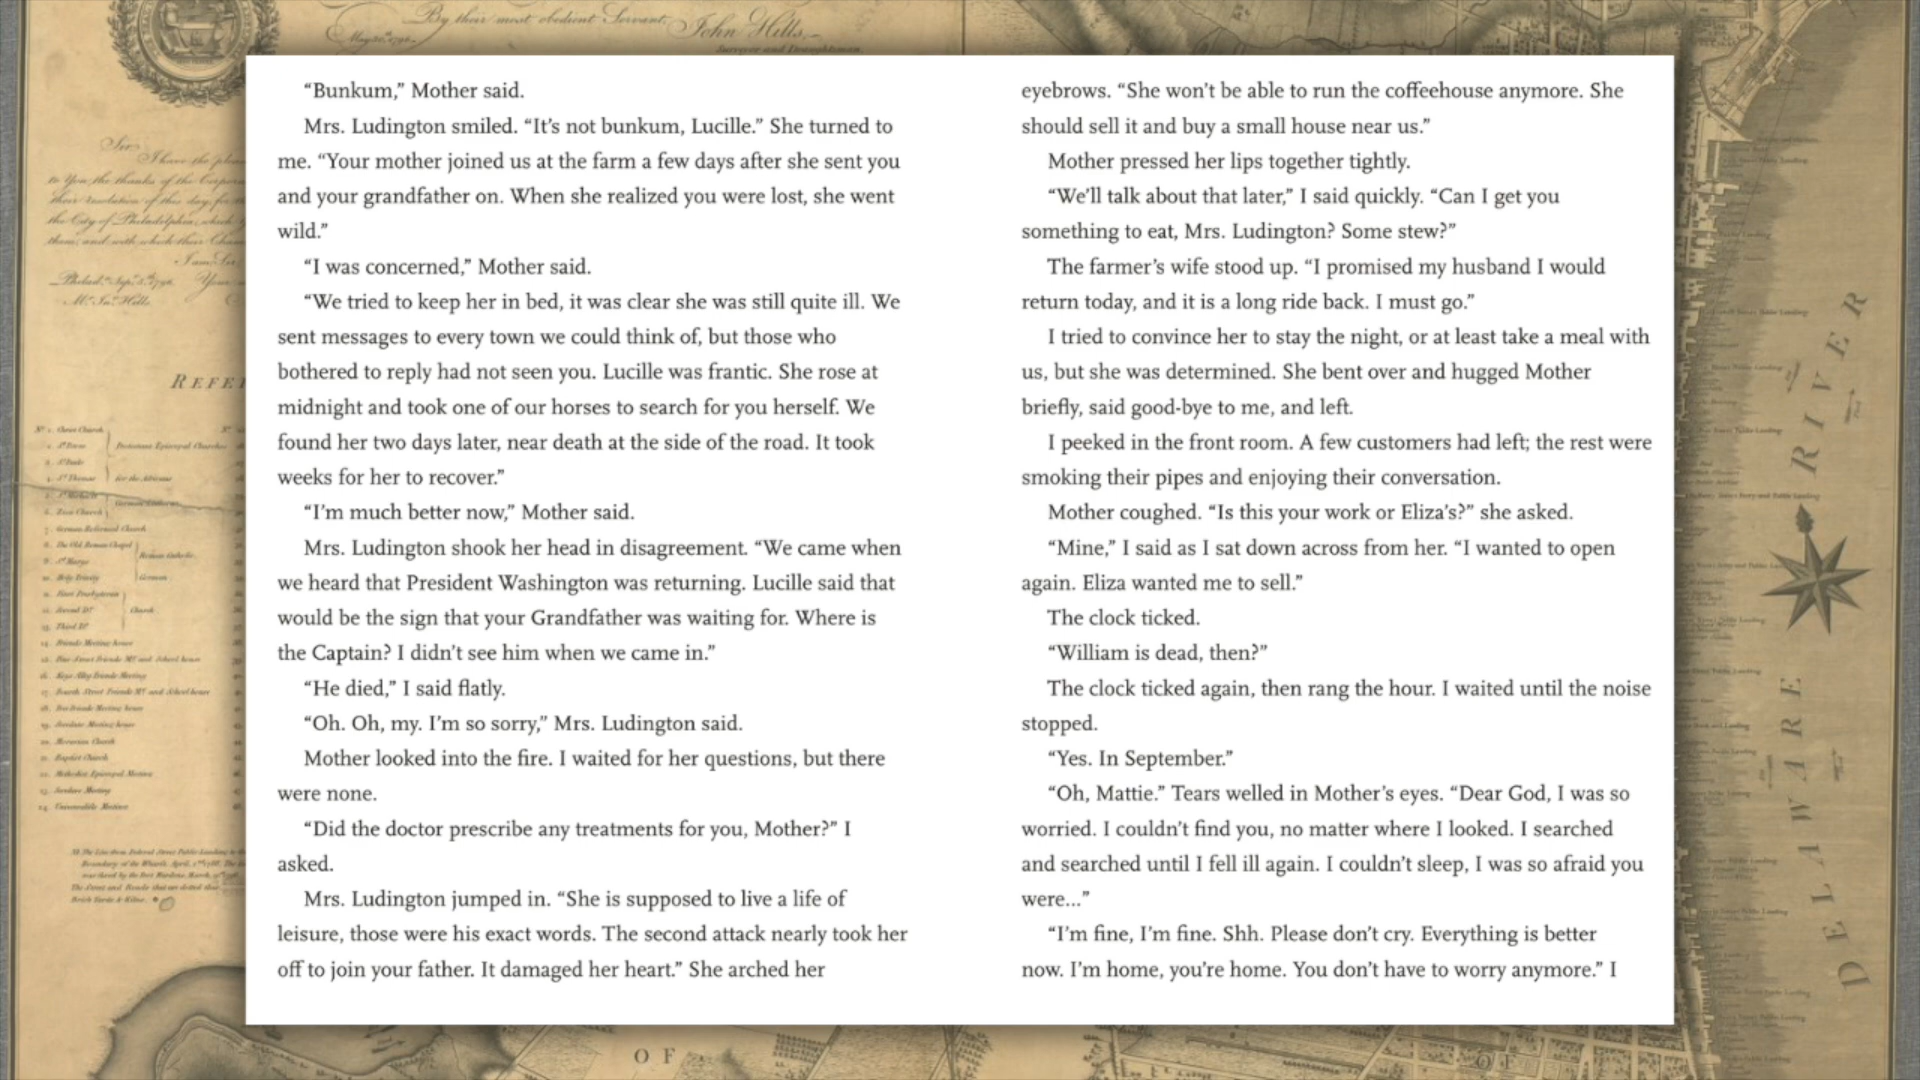 By their most obedient Servant,
John Hills,
Surveyor and Draughtsman
“Bunkum,” Mother said.
Mrs. Ludington smiled. “It’s not bunkum, Lucille.” She turned to
me. “Your mother joined us at the farm a few days after she sent you
and your grandfather on. When she realized you were lost, she went
wild.”
“I was concerned,” Mother said.
“We tried to keep her in bed, it was clear she was still quite ill. We
sent messages to every town we could think of, but those who
bothered to reply had not seen you. Lucille was frantic. She rose at
midnight and took one of our horses to search for you herself. We
found her two days later, near death at the side of the road. It took
weeks for her to recover.”
“I’m much better now,” Mother said.
Mrs. Ludington shook her head in disagreement. “We came when
we heard that President Washington was returning. Lucille said that
would be the sign that your Grandfather was waiting for. Where is
the Captain? I didn’t see him when we came in.”
“He died,” I said flatly.
“Oh. Oh, my. I’m so sorry,” Mrs. Ludington said.
Mother looked into the fire. I waited for her questions, but there
were none.
“Did the doctor prescribe any treatments for you, Mother?” I
asked.
Mrs. Ludington jumped in. “She is supposed to live a life of
leisure, those were his exact words. The second attack nearly took her
off to join your father. It damaged her heart.” She arched her
eyebrows. “She won’t be able to run the coffeehouse anymore. She
should sell it and buy a small house near us.”
Mother pressed her lips together tightly.
“We’ll talk about that later,” I said quickly. “Can I get you
something to eat, Mrs. Ludington? Some stew?”
The farmer’s wife stood up. “I promised my husband I would
return today, and it is a long ride back. I must go.”
I tried to convince her to stay the night, or at least take a meal with
us, but she was determined. She bent over and hugged Mother
briefly, said good-bye to me, and left.
I peeked in the front room. A few customers had left; the rest were
smoking their pipes and enjoying their conversation.
Mother coughed. “Is this your work or Eliza’s?” she asked.
“Mine,” I said as I sat down across from her. “I wanted to open
again. Eliza wanted me to sell.”
The clock ticked.
“William is dead, then?”
The clock ticked again, then rang the hour. I waited until the noise
stopped.
“Yes. In September.”
“Oh, Mattie.” Tears welled in Mother’s eyes. “Dear God, I was so
worried. I couldn’t find you, no matter where I looked. I searched
and searched until I fell ill again. I couldn’t sleep, I was so afraid you
were...”
“I’m fine, I’m fine. Shh. Please don’t cry. Everything is better
now. I’m home, you’re home. You don’t have to worry anymore.” I
DELAWARE RIVER
OF
OF